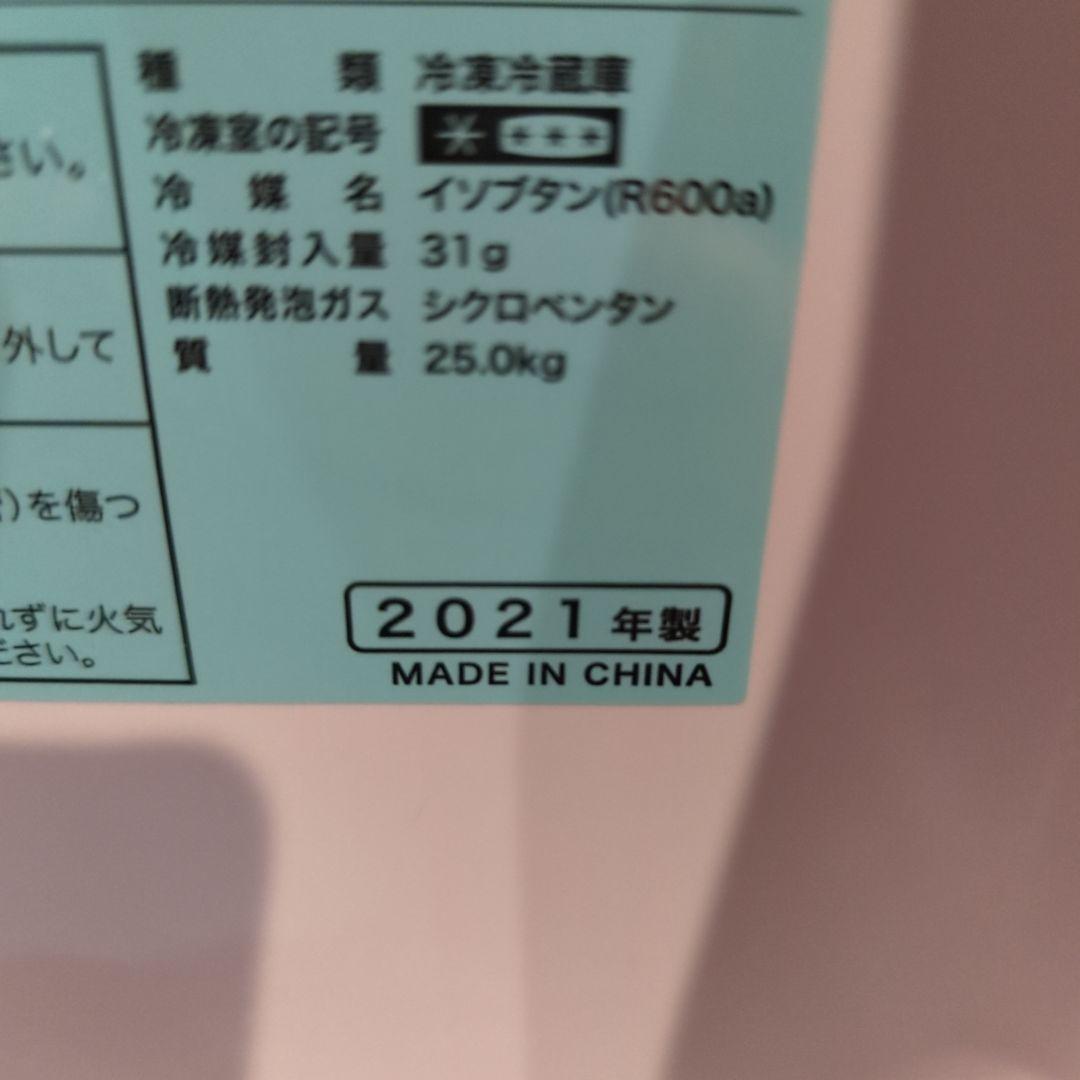 種類 冷凍冷蔵庫
冷凍室の記号
冷媒名 イソブタン(R600a)
冷媒封入量 31g
断熱発泡ガス シクロペンタン
質量 25.0kg
さい。
外して
)を傷つ
れずに火気
ださい。
2021年製
MADE IN CHINA